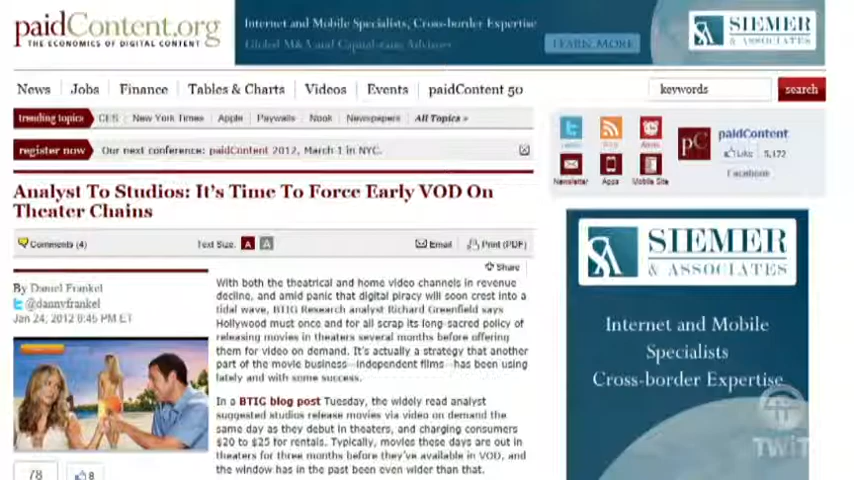 paidContent.org
THE ECONOMICS OF DIGITAL CONTENT
Internet and Mobile Specialists, Cross-border Expertise
Global M&A and Capital-raise Advisors
LEARN MORE
SIEMER
& ASSOCIATES
News Jobs Finance Tables & Charts Videos Events paidContent 50
keywords search
trending topics CES New York Times Apple Paywalls Nook Newspapers All Topics »
register now Our next conference: paidContent 2012, March 1 in NYC.
Newsletter Apps Mobile Site
pC
paidContent
Like 5,172
Facebook
Analyst To Studios: It's Time To Force Early VOD On
Theater Chains
Comments (4) Text Size: A A Email Print (PDF)
Share
By Daniel Frankel
@dannyfrankel
Jan 24, 2012 6:45 PM ET
With both the theatrical and home video channels in revenue
decline, and amid panic that digital piracy will soon crest into a
tidal wave, BTIG Research analyst Richard Greenfield says
Hollywood must once and for all scrap its long-sacred policy of
releasing movies in theaters several months before offering
them for video on demand. It's actually a strategy that another
part of the movie business—independent films—has been using
lately and with some success.
In a BTIG blog post Tuesday, the widely read analyst
suggested studios release movies via video on demand the
same day as they debut in theaters, and charging consumers
$20 to $25 for rentals. Typically, movies these days are out in
theaters for three months before they've available in VOD, and
the window has in the past been even wider than that.
78 8
SIEMER
& ASSOCIATES
Internet and Mobile
Specialists
Cross-border Expertise
TWiT